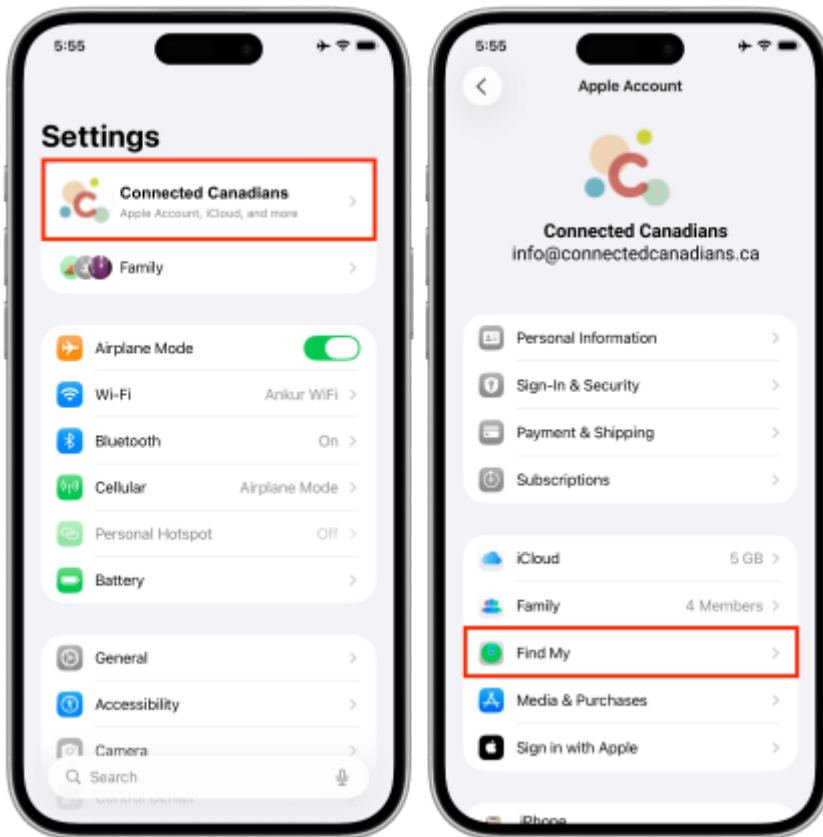 5:55
Settings
Connected Canadians
Apple Account, iCloud, and more
Family
Airplane Mode
Wi-Fi Ankur WiFi
Bluetooth On
Cellular Airplane Mode
Personal Hotspot Off
Battery
General
Accessibility
Camera
Search
Control Center
5:55
Apple Account
C
Connected Canadians
info@connectedcanadians.ca
Personal Information
Sign-In & Security
Payment & Shipping
Subscriptions
iCloud 5 GB
Family 4 Members
Find My
Media & Purchases
Sign in with Apple
iPhone